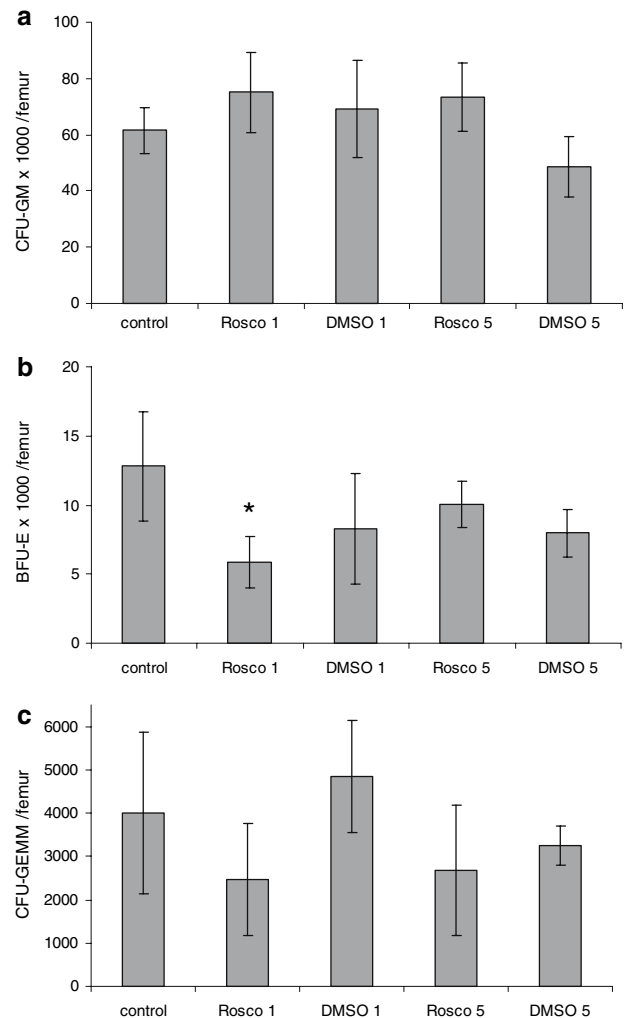 a
CFU-GM x 1000 /femur
100
80
60
40
20
0
control Rosco 1 DMSO 1 Rosco 5 DMSO 5
b
BFU-E x 1000 /femur
20
15
10
5
0
*
control Rosco 1 DMSO 1 Rosco 5 DMSO 5
c
CFU-GEMM /femur
6000
5000
4000
3000
2000
1000
0
control Rosco 1 DMSO 1 Rosco 5 DMSO 5